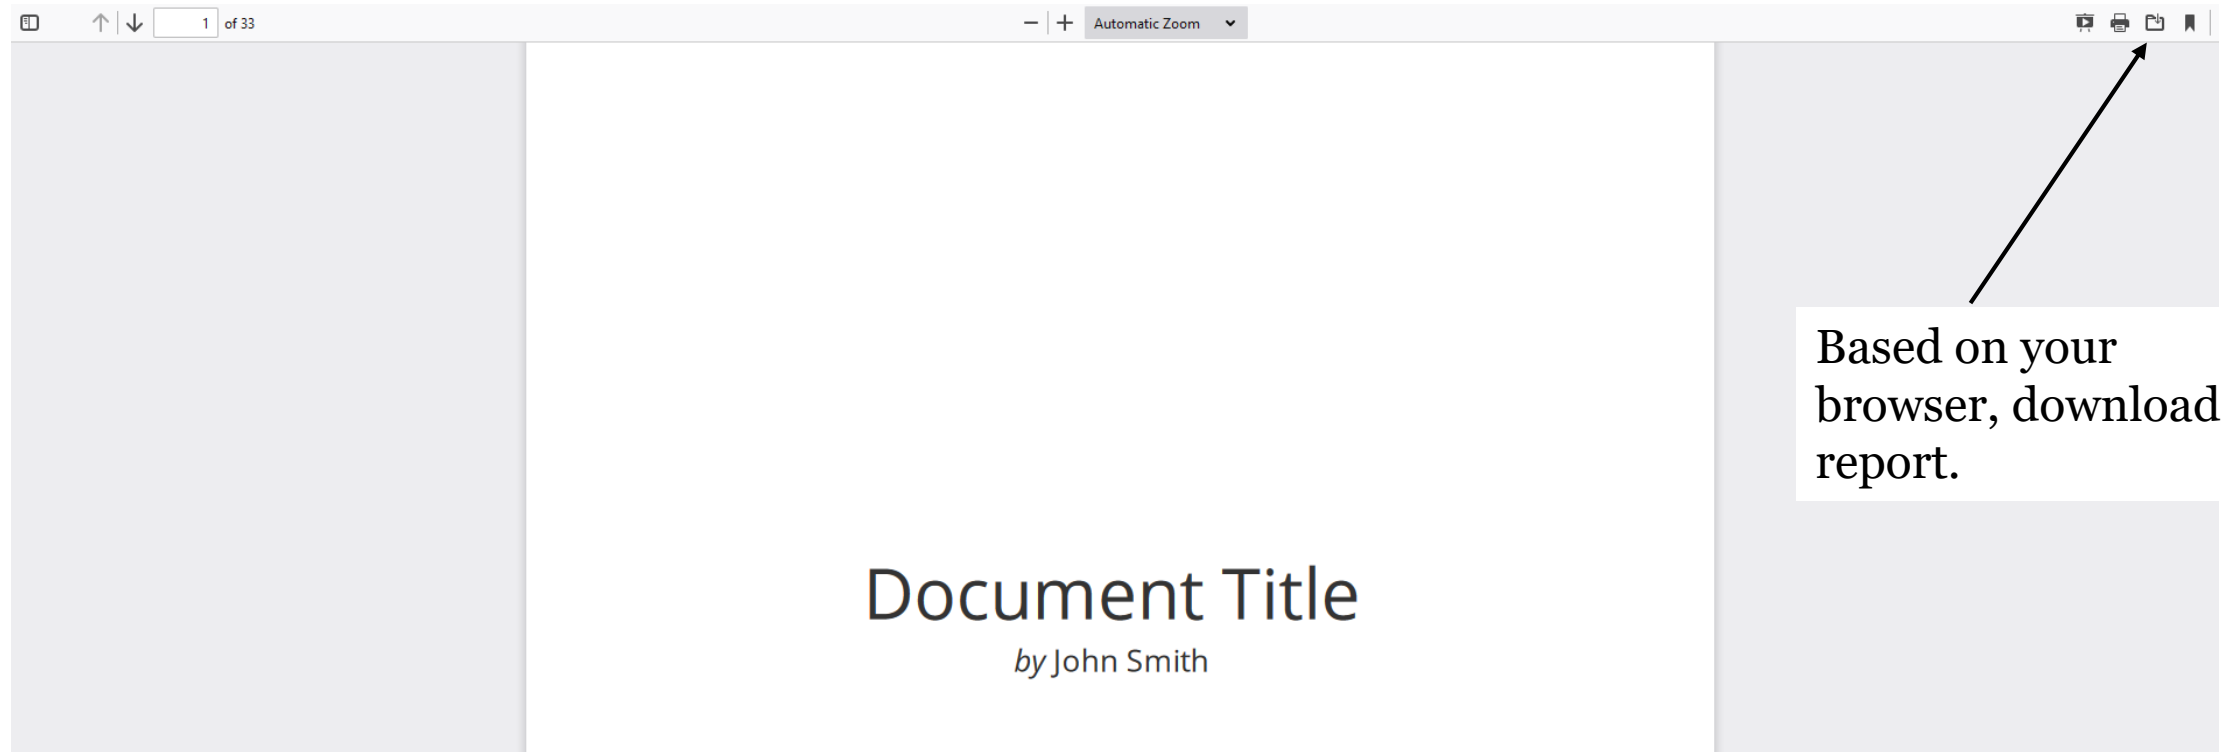 1 of 33
Automatic Zoom
Based on your
browser, download
report.
Document Title
by John Smith